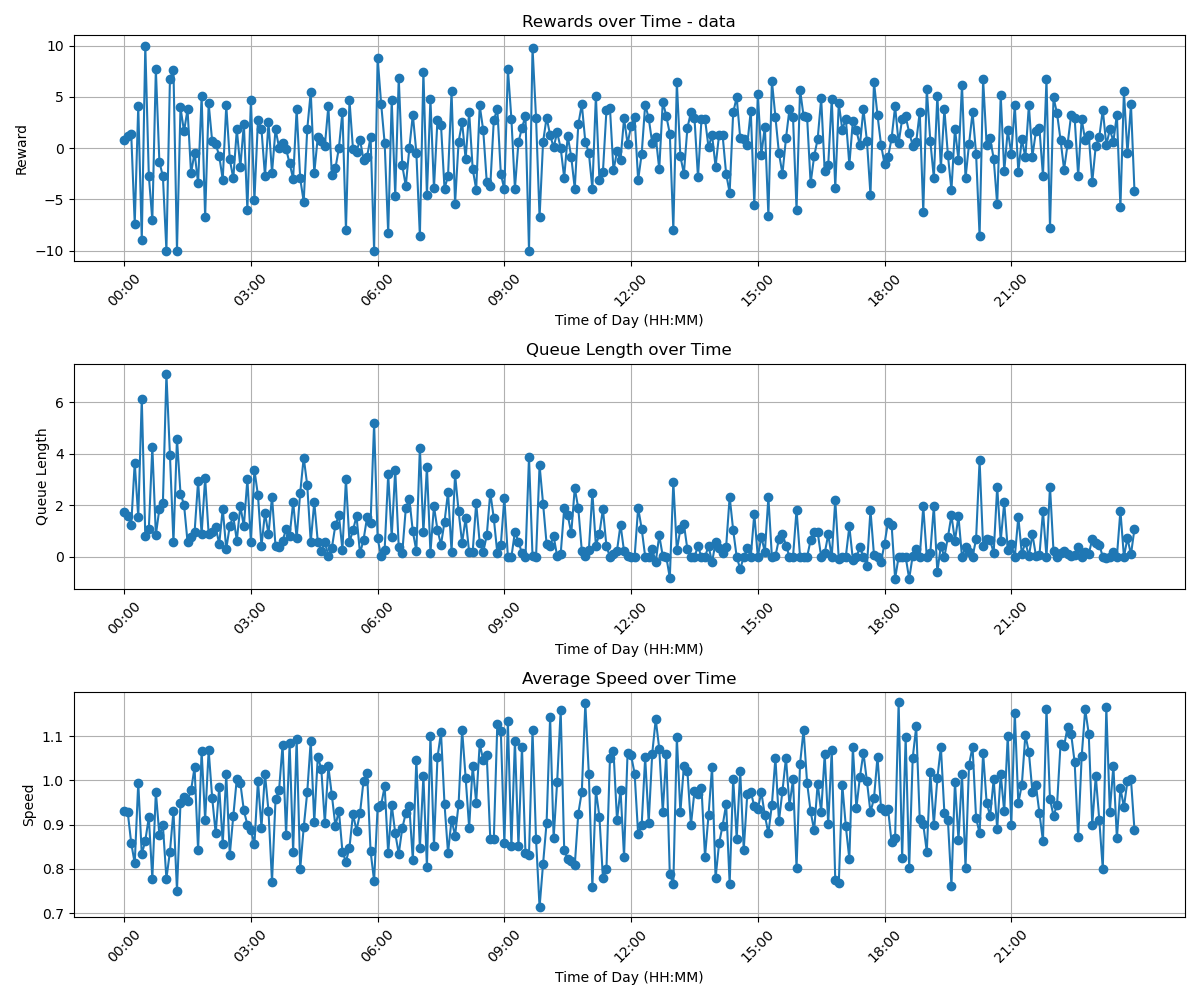 Rewards over Time - data
10
5
0
−5
−10
Reward
00:00 03:00 06:00 09:00 12:00 15:00 18:00 21:00
Time of Day (HH:MM)
Queue Length over Time
6
4
2
0
Queue Length
00:00 03:00 06:00 09:00 12:00 15:00 18:00 21:00
Time of Day (HH:MM)
Average Speed over Time
1.1
1.0
0.9
0.8
0.7
Speed
00:00 03:00 06:00 09:00 12:00 15:00 18:00 21:00
Time of Day (HH:MM)